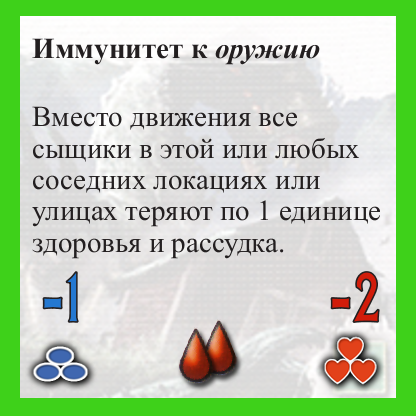 Иммунитет к оружию
Вместо движения все
сыщики в этой или любых
соседних локациях или
улицах теряют по 1 единице
здоровья и рассудка.
-1 -2